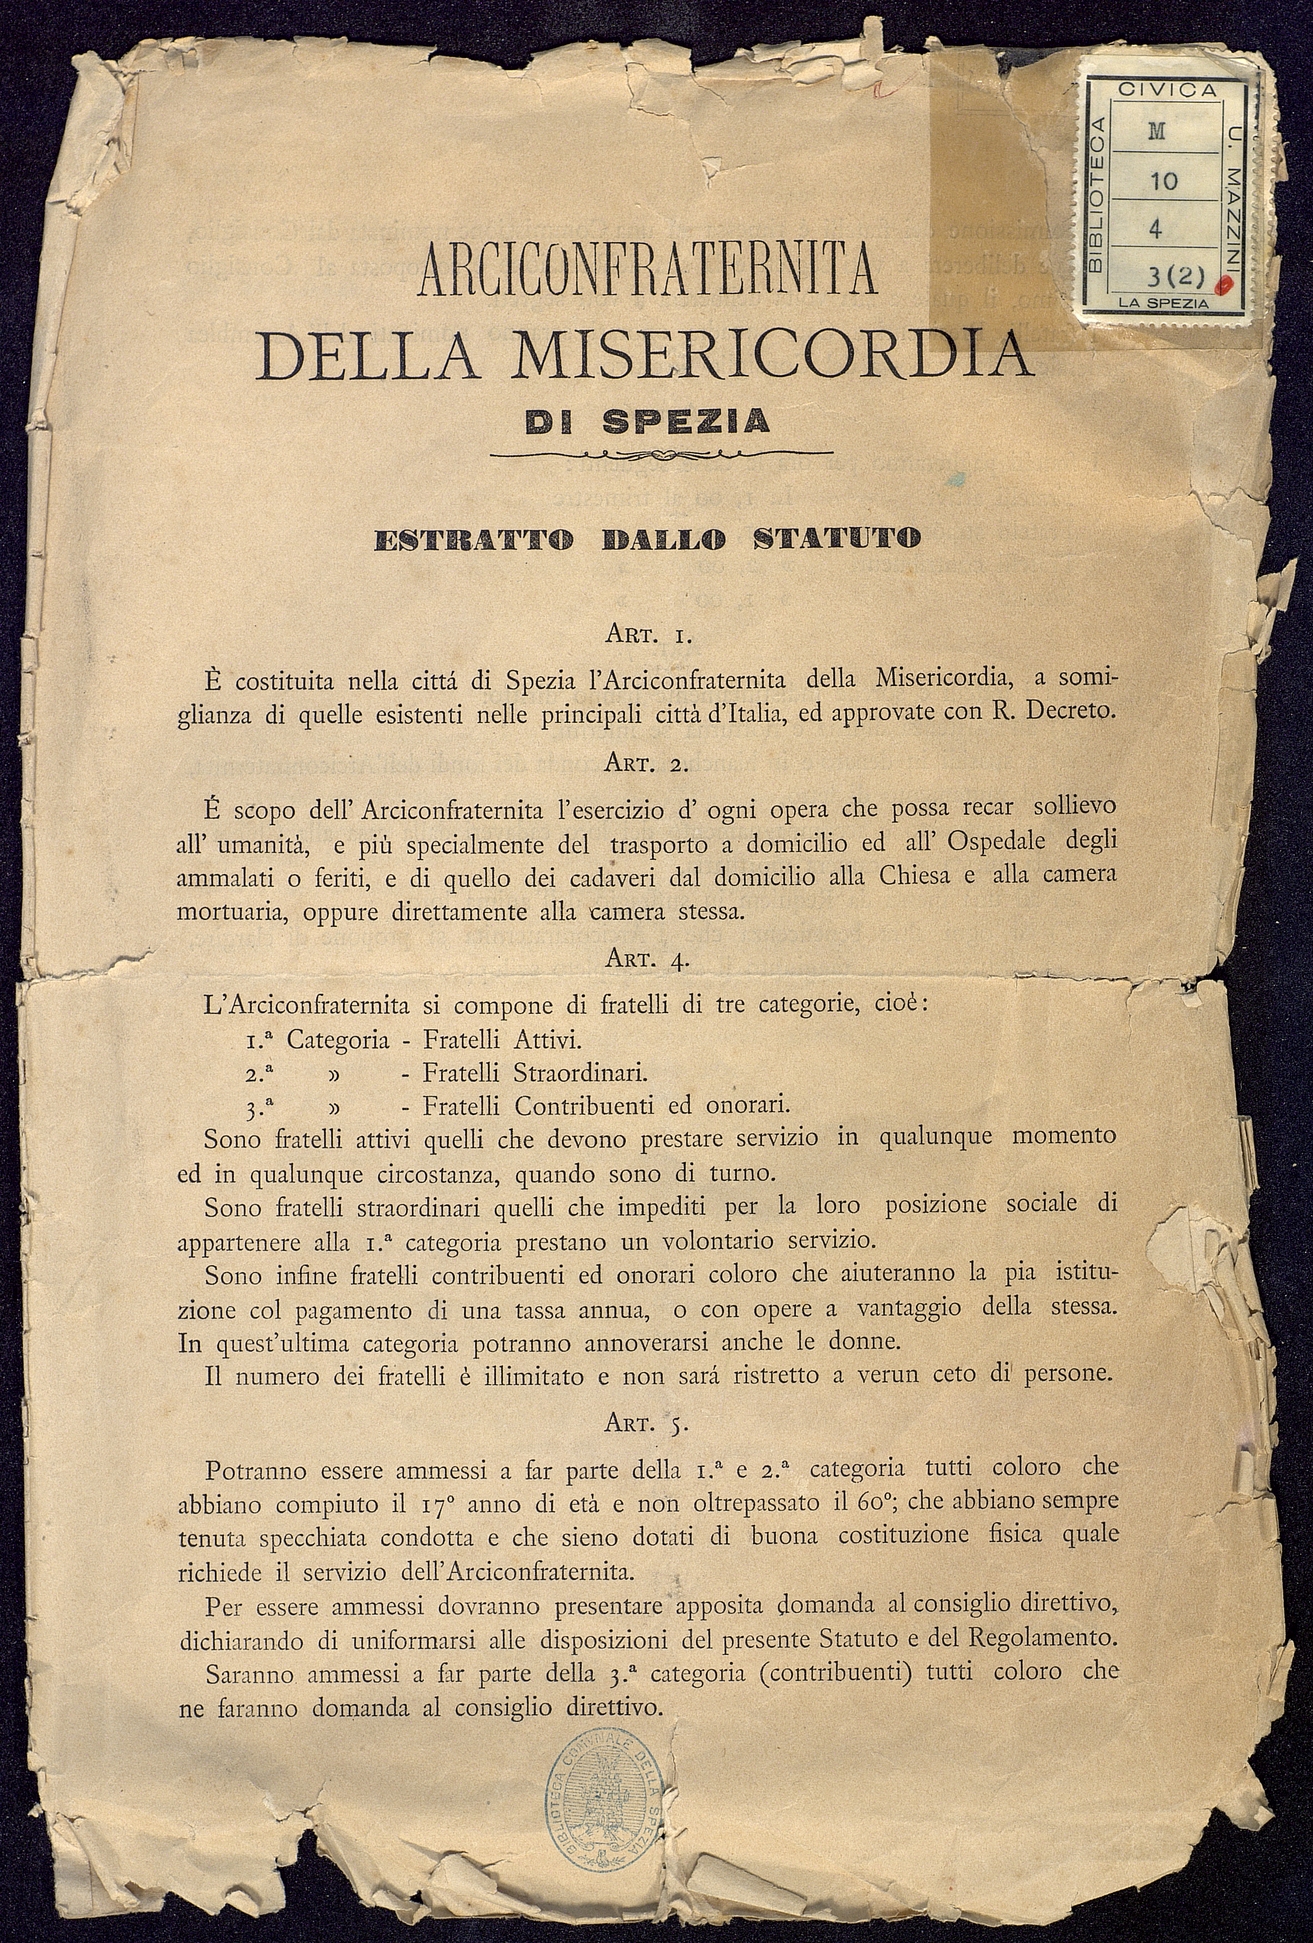 CIVICA
BIBLIOTECA
U. MAZZINI
M
10
4
3(2)
LA SPEZIA
ARCICONFRATERNITA
DELLA MISERICORDIA
DI SPEZIA
ESTRATTO DALLO STATUTO
ART. 1.
È costituita nella cittá di Spezia l'Arciconfraternita della Misericordia, a somi-
glianza di quelle esistenti nelle principali città d'Italia, ed approvate con R. Decreto.
ART. 2.
É scopo dell' Arciconfraternita l'esercizio d' ogni opera che possa recar sollievo
all' umanità, e più specialmente del trasporto a domicilio ed all' Ospedale degli
ammalati o feriti, e di quello dei cadaveri dal domicilio alla Chiesa e alla camera
mortuaria, oppure direttamente alla camera stessa.
ART. 4.
L'Arciconfraternita si compone di fratelli di tre categorie, cioè:
1.ª Categoria - Fratelli Attivi.
2.ª » - Fratelli Straordinari.
3.ª » - Fratelli Contribuenti ed onorari.
Sono fratelli attivi quelli che devono prestare servizio in qualunque momento
ed in qualunque circostanza, quando sono di turno.
Sono fratelli straordinari quelli che impediti per la loro posizione sociale di
appartenere alla 1.ª categoria prestano un volontario servizio.
Sono infine fratelli contribuenti ed onorari coloro che aiuteranno la pia istitu-
zione col pagamento di una tassa annua, o con opere a vantaggio della stessa.
In quest'ultima categoria potranno annoverarsi anche le donne.
Il numero dei fratelli è illimitato e non sará ristretto a verun ceto di persone.
ART. 5.
Potranno essere ammessi a far parte della 1.ª e 2.ª categoria tutti coloro che
abbiano compiuto il 17° anno di età e non oltrepassato il 60°; che abbiano sempre
tenuta specchiata condotta e che sieno dotati di buona costituzione fisica quale
richiede il servizio dell'Arciconfraternita.
Per essere ammessi dovranno presentare apposita domanda al consiglio direttivo,
dichiarando di uniformarsi alle disposizioni del presente Statuto e del Regolamento.
Saranno ammessi a far parte della 3.ª categoria (contribuenti) tutti coloro che
ne faranno domanda al consiglio direttivo.
BIBLIOTECA COMVNALE DELLA SPEZIA